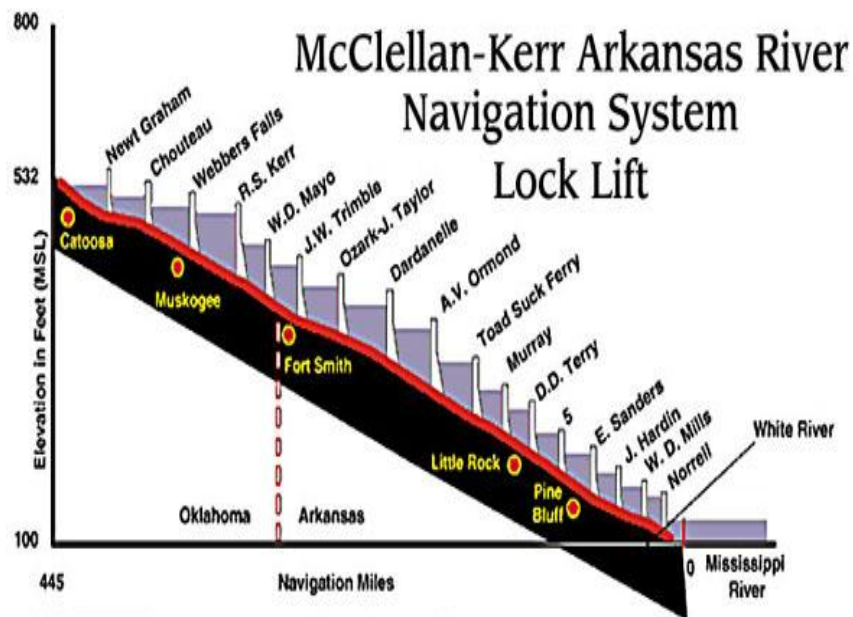 800
McClellan-Kerr Arkansas River
Navigation System
Lock Lift
532
Newt Graham
Chouteau
Webbers Falls
R.S. Kerr
W.D. Mayo
J.W. Trimble
Ozark-J. Taylor
Dardanelle
A.V. Ormond
Toad Suck Ferry
Murray
D.D. Terry
5
E. Sanders
J. Hardin
W. D. Mills
Norrell
White River
Catoosa
Muskogee
Fort Smith
Little Rock
Pine
Bluff
Elevation in Feet (MSL)
Oklahoma
Arkansas
100
445
Navigation Miles
0
Mississippi
River